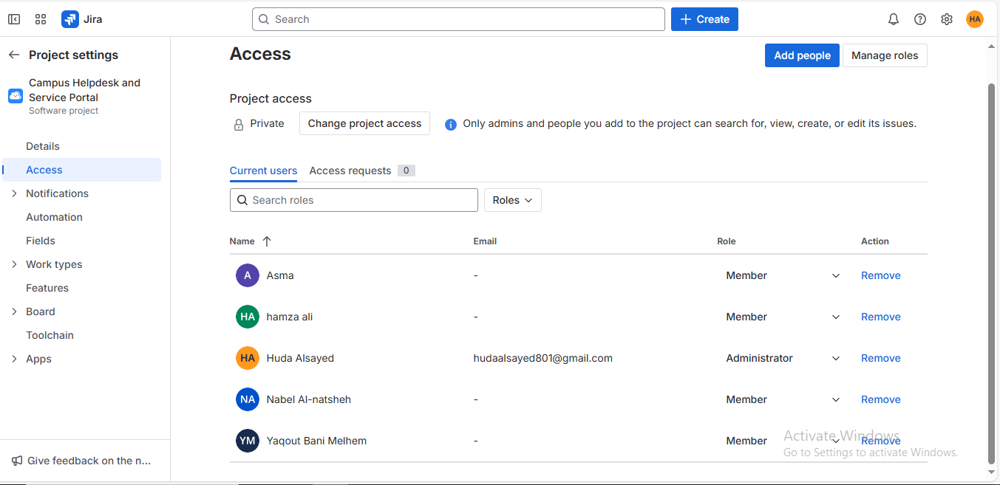 Jira
Search
Create
HA
Project settings
Campus Helpdesk and
Service Portal
Software project
Details
Access
Notifications
Automation
Fields
Work types
Features
Board
Toolchain
Apps
Give feedback on the n...
Access
Add people
Manage roles
Project access
Private
Change project access
Only admins and people you add to the project can search for, view, create, or edit its issues.
Current users
Access requests 0
Search roles
Roles
Name Email Role Action
A Asma - Member Remove
HA hamza ali - Member Remove
HA Huda Alsayed hudaalsayed801@gmail.com Administrator Remove
NA Nabel Al-natsheh - Member Remove
YM Yaqout Bani Melhem - Member Remove
Activate Windows
Go to Settings to activate Windows.